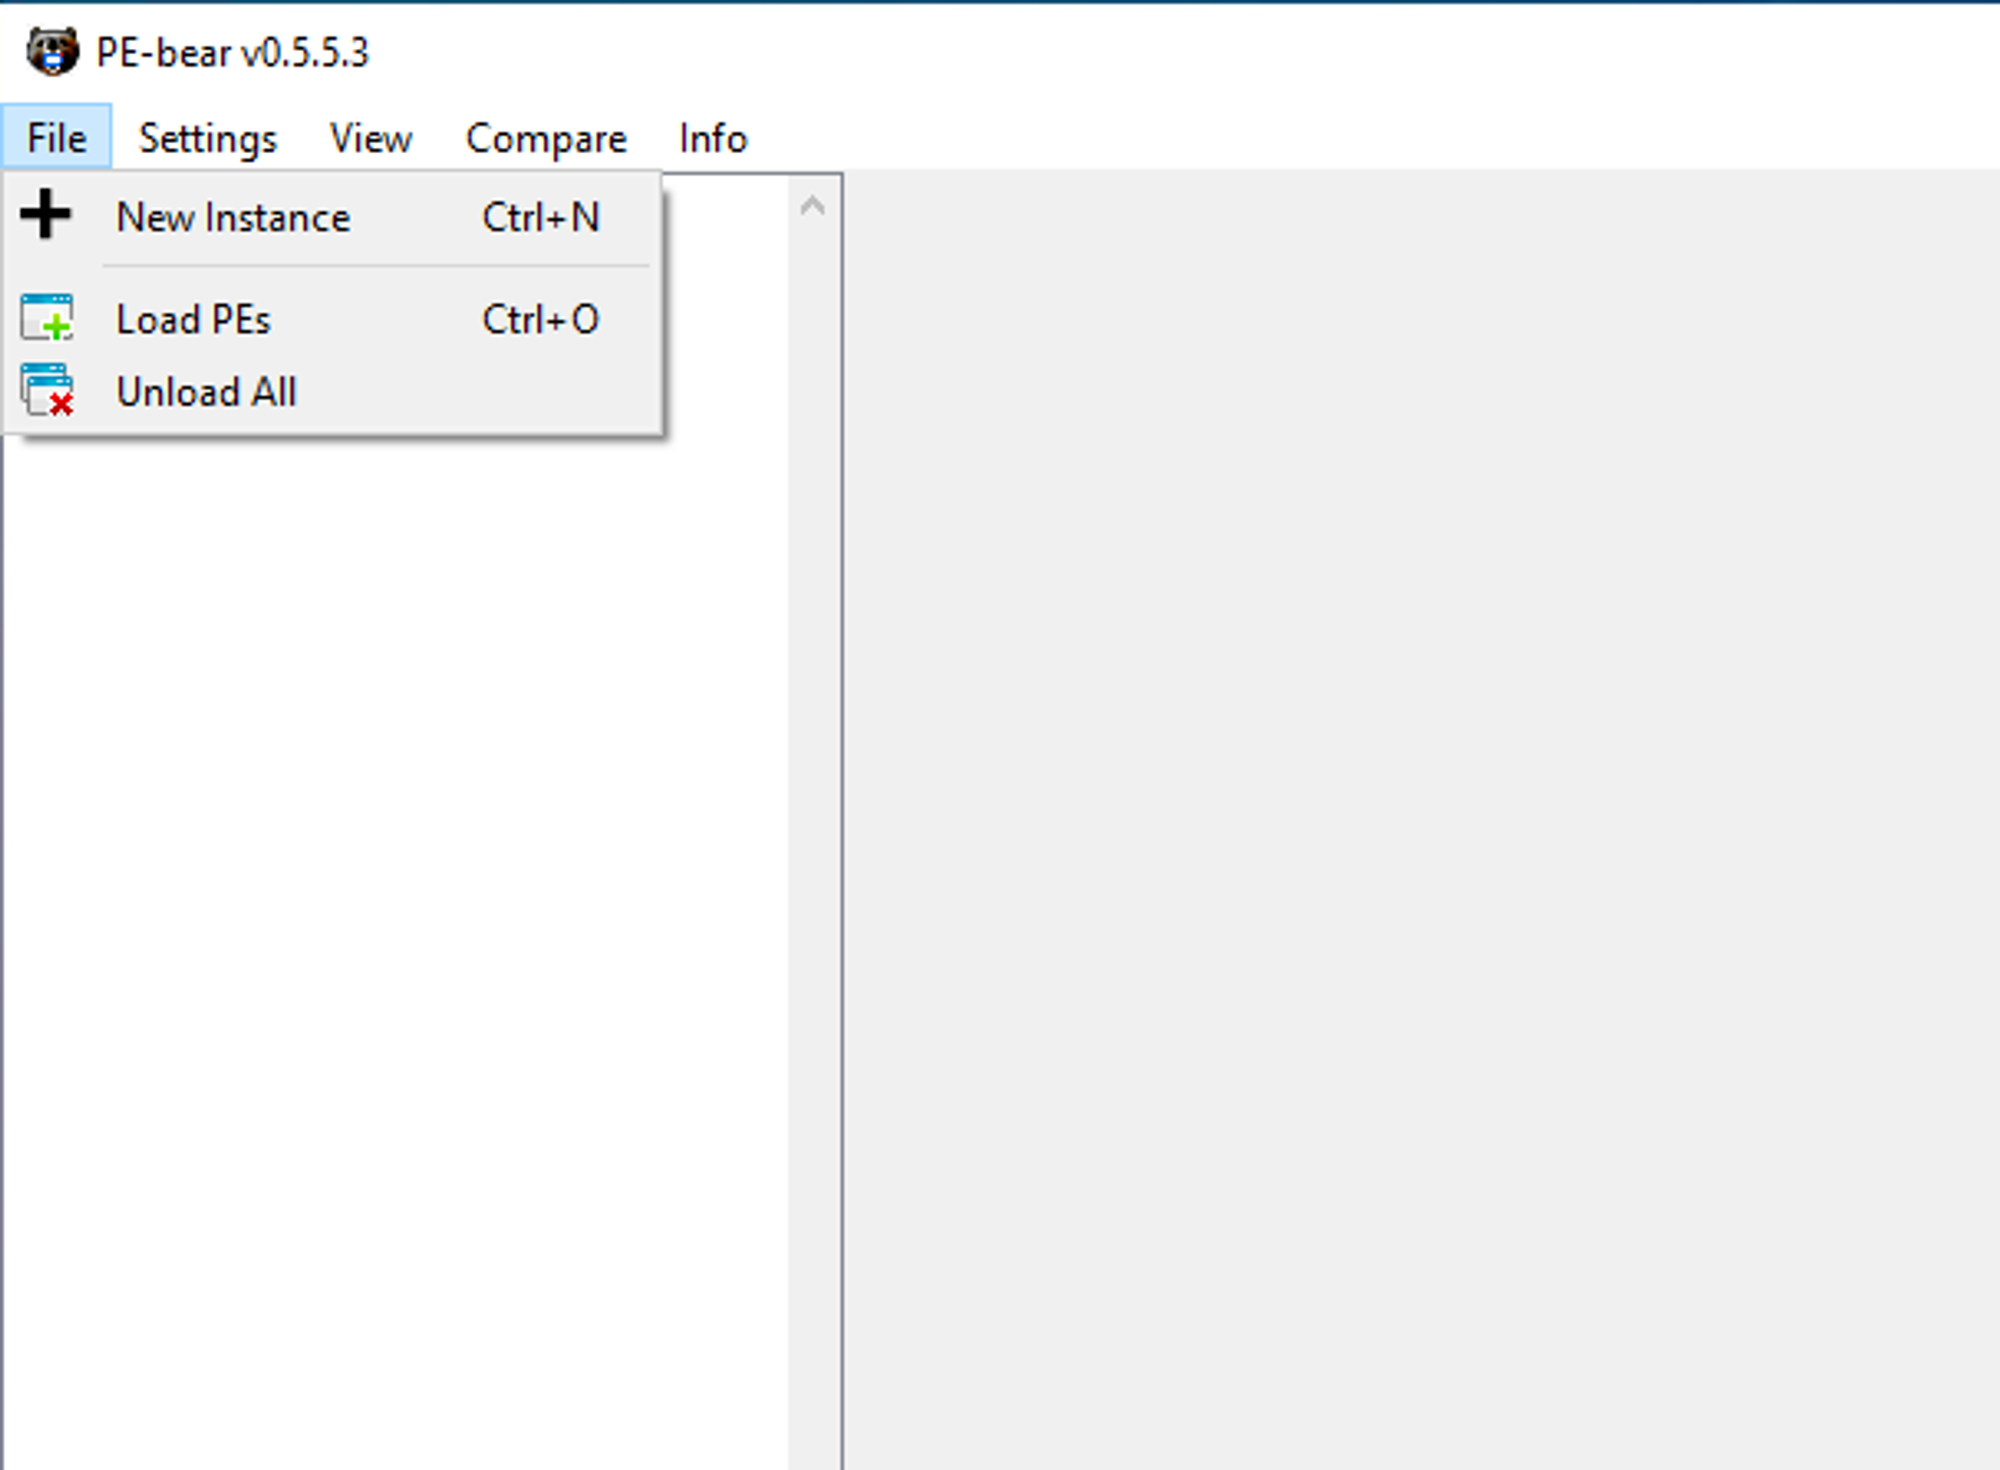 PE-bear v0.5.5.3
File Settings View Compare Info
New Instance Ctrl+N
Load PEs Ctrl+O
Unload All